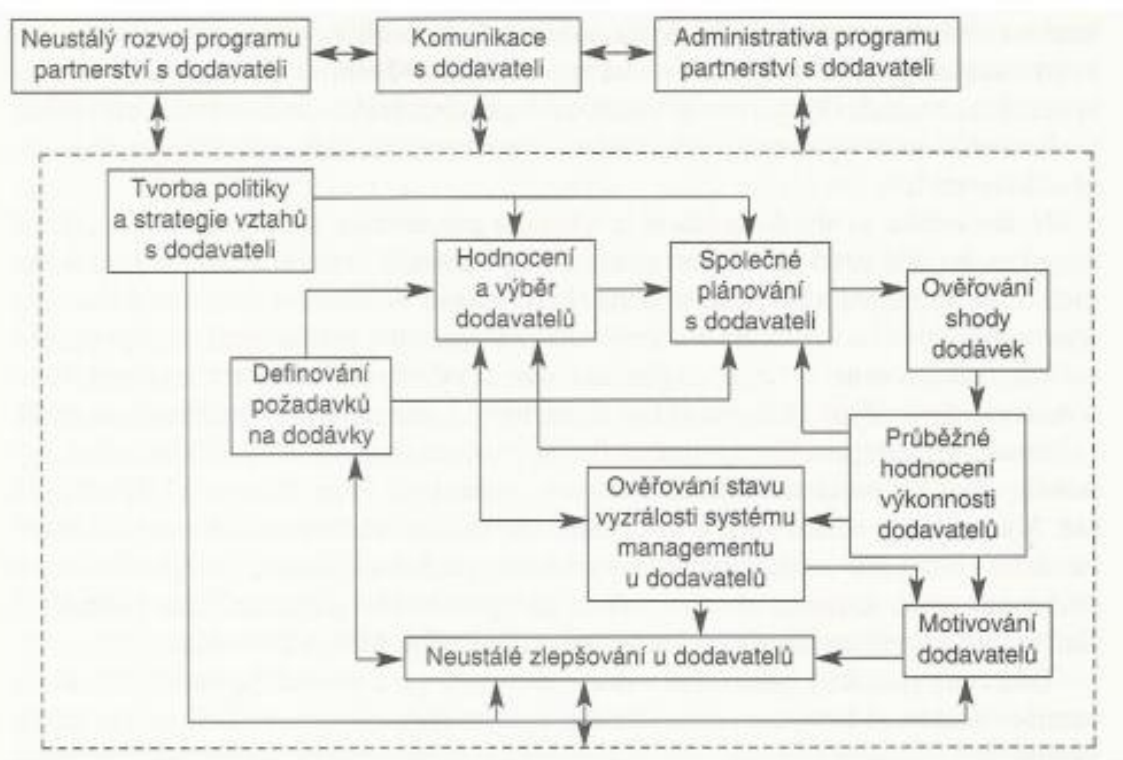 Neustálý rozvoj programu
partnerství s dodavateli
Komunikace
s dodavateli
Administrativa programu
partnerství s dodavateli
Tvorba politiky
a strategie vztahů
s dodavateli
Hodnocení
a výběr
dodavatelů
Společné
plánování
s dodavateli
Ověřování
shody
dodávek
Definování
požadavků
na dodávky
Průběžné
hodnocení
výkonnosti
dodavatelů
Ověřování stavu
vyzrálosti systému
managementu
u dodavatelů
Motivování
dodavatelů
Neustálé zlepšování u dodavatelů